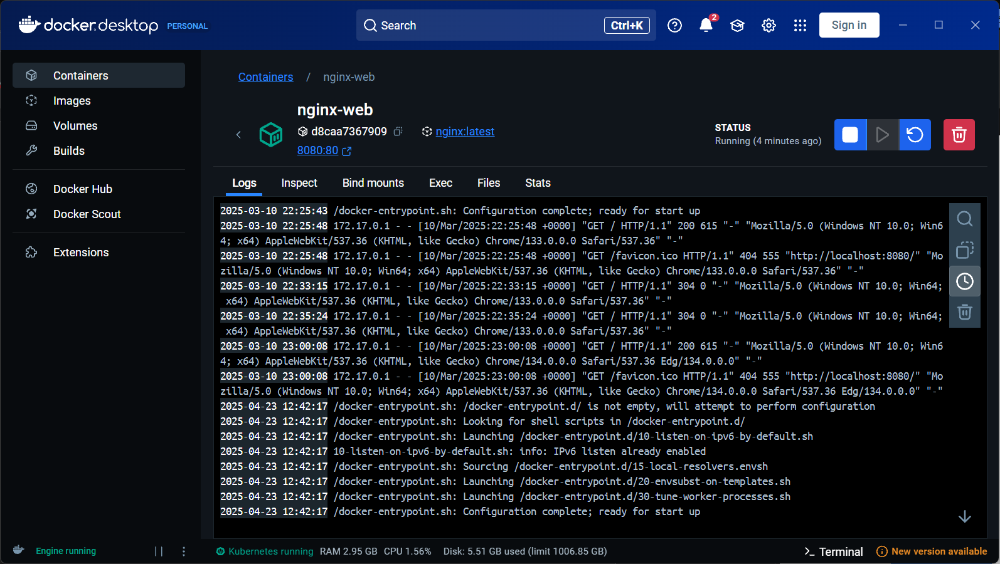 docker desktop PERSONAL
Search
Ctrl+K
2
Sign in
Containers
Images
Volumes
Builds
Docker Hub
Docker Scout
Extensions
Containers / nginx-web
nginx-web
d8caa7367909 nginx:latest
8080:80
STATUS
Running (4 minutes ago)
Logs Inspect Bind mounts Exec Files Stats
2025-03-10 22:25:43 /docker-entrypoint.sh: Configuration complete; ready for start up
2025-03-10 22:25:48 172.17.0.1 - - [10/Mar/2025:22:25:48 +0000] "GET / HTTP/1.1" 200 615 "-" "Mozilla/5.0 (Windows NT 10.0; Win6
4; x64) AppleWebKit/537.36 (KHTML, like Gecko) Chrome/133.0.0.0 Safari/537.36" "-"
2025-03-10 22:25:48 172.17.0.1 - - [10/Mar/2025:22:25:48 +0000] "GET /favicon.ico HTTP/1.1" 404 555 "http://localhost:8080/" "Mo
zilla/5.0 (Windows NT 10.0; Win64; x64) AppleWebKit/537.36 (KHTML, like Gecko) Chrome/133.0.0.0 Safari/537.36" "-"
2025-03-10 22:33:15 172.17.0.1 - - [10/Mar/2025:22:33:15 +0000] "GET / HTTP/1.1" 304 0 "-" "Mozilla/5.0 (Windows NT 10.0; Win64;
x64) AppleWebKit/537.36 (KHTML, like Gecko) Chrome/133.0.0.0 Safari/537.36" "-"
2025-03-10 22:35:24 172.17.0.1 - - [10/Mar/2025:22:35:24 +0000] "GET / HTTP/1.1" 304 0 "-" "Mozilla/5.0 (Windows NT 10.0; Win64;
x64) AppleWebKit/537.36 (KHTML, like Gecko) Chrome/133.0.0.0 Safari/537.36" "-"
2025-03-10 23:00:08 172.17.0.1 - - [10/Mar/2025:23:00:08 +0000] "GET / HTTP/1.1" 200 615 "-" "Mozilla/5.0 (Windows NT 10.0; Win6
4; x64) AppleWebKit/537.36 (KHTML, like Gecko) Chrome/134.0.0.0 Safari/537.36 Edg/134.0.0.0" "-"
2025-03-10 23:00:08 172.17.0.1 - - [10/Mar/2025:23:00:08 +0000] "GET /favicon.ico HTTP/1.1" 404 555 "http://localhost:8080/" "Mo
zilla/5.0 (Windows NT 10.0; Win64; x64) AppleWebKit/537.36 (KHTML, like Gecko) Chrome/134.0.0.0 Safari/537.36 Edg/134.0.0.0" "-"
2025-04-23 12:42:17 /docker-entrypoint.sh: /docker-entrypoint.d/ is not empty, will attempt to perform configuration
2025-04-23 12:42:17 /docker-entrypoint.sh: Looking for shell scripts in /docker-entrypoint.d/
2025-04-23 12:42:17 /docker-entrypoint.sh: Launching /docker-entrypoint.d/10-listen-on-ipv6-by-default.sh
2025-04-23 12:42:17 10-listen-on-ipv6-by-default.sh: info: IPv6 listen already enabled
2025-04-23 12:42:17 /docker-entrypoint.sh: Sourcing /docker-entrypoint.d/15-local-resolvers.envsh
2025-04-23 12:42:17 /docker-entrypoint.sh: Launching /docker-entrypoint.d/20-envsubst-on-templates.sh
2025-04-23 12:42:17 /docker-entrypoint.sh: Launching /docker-entrypoint.d/30-tune-worker-processes.sh
2025-04-23 12:42:17 /docker-entrypoint.sh: Configuration complete; ready for start up
Engine running
Kubernetes running RAM 2.95 GB CPU 1.56% Disk: 5.51 GB used (limit 1006.85 GB)
Terminal
New version available